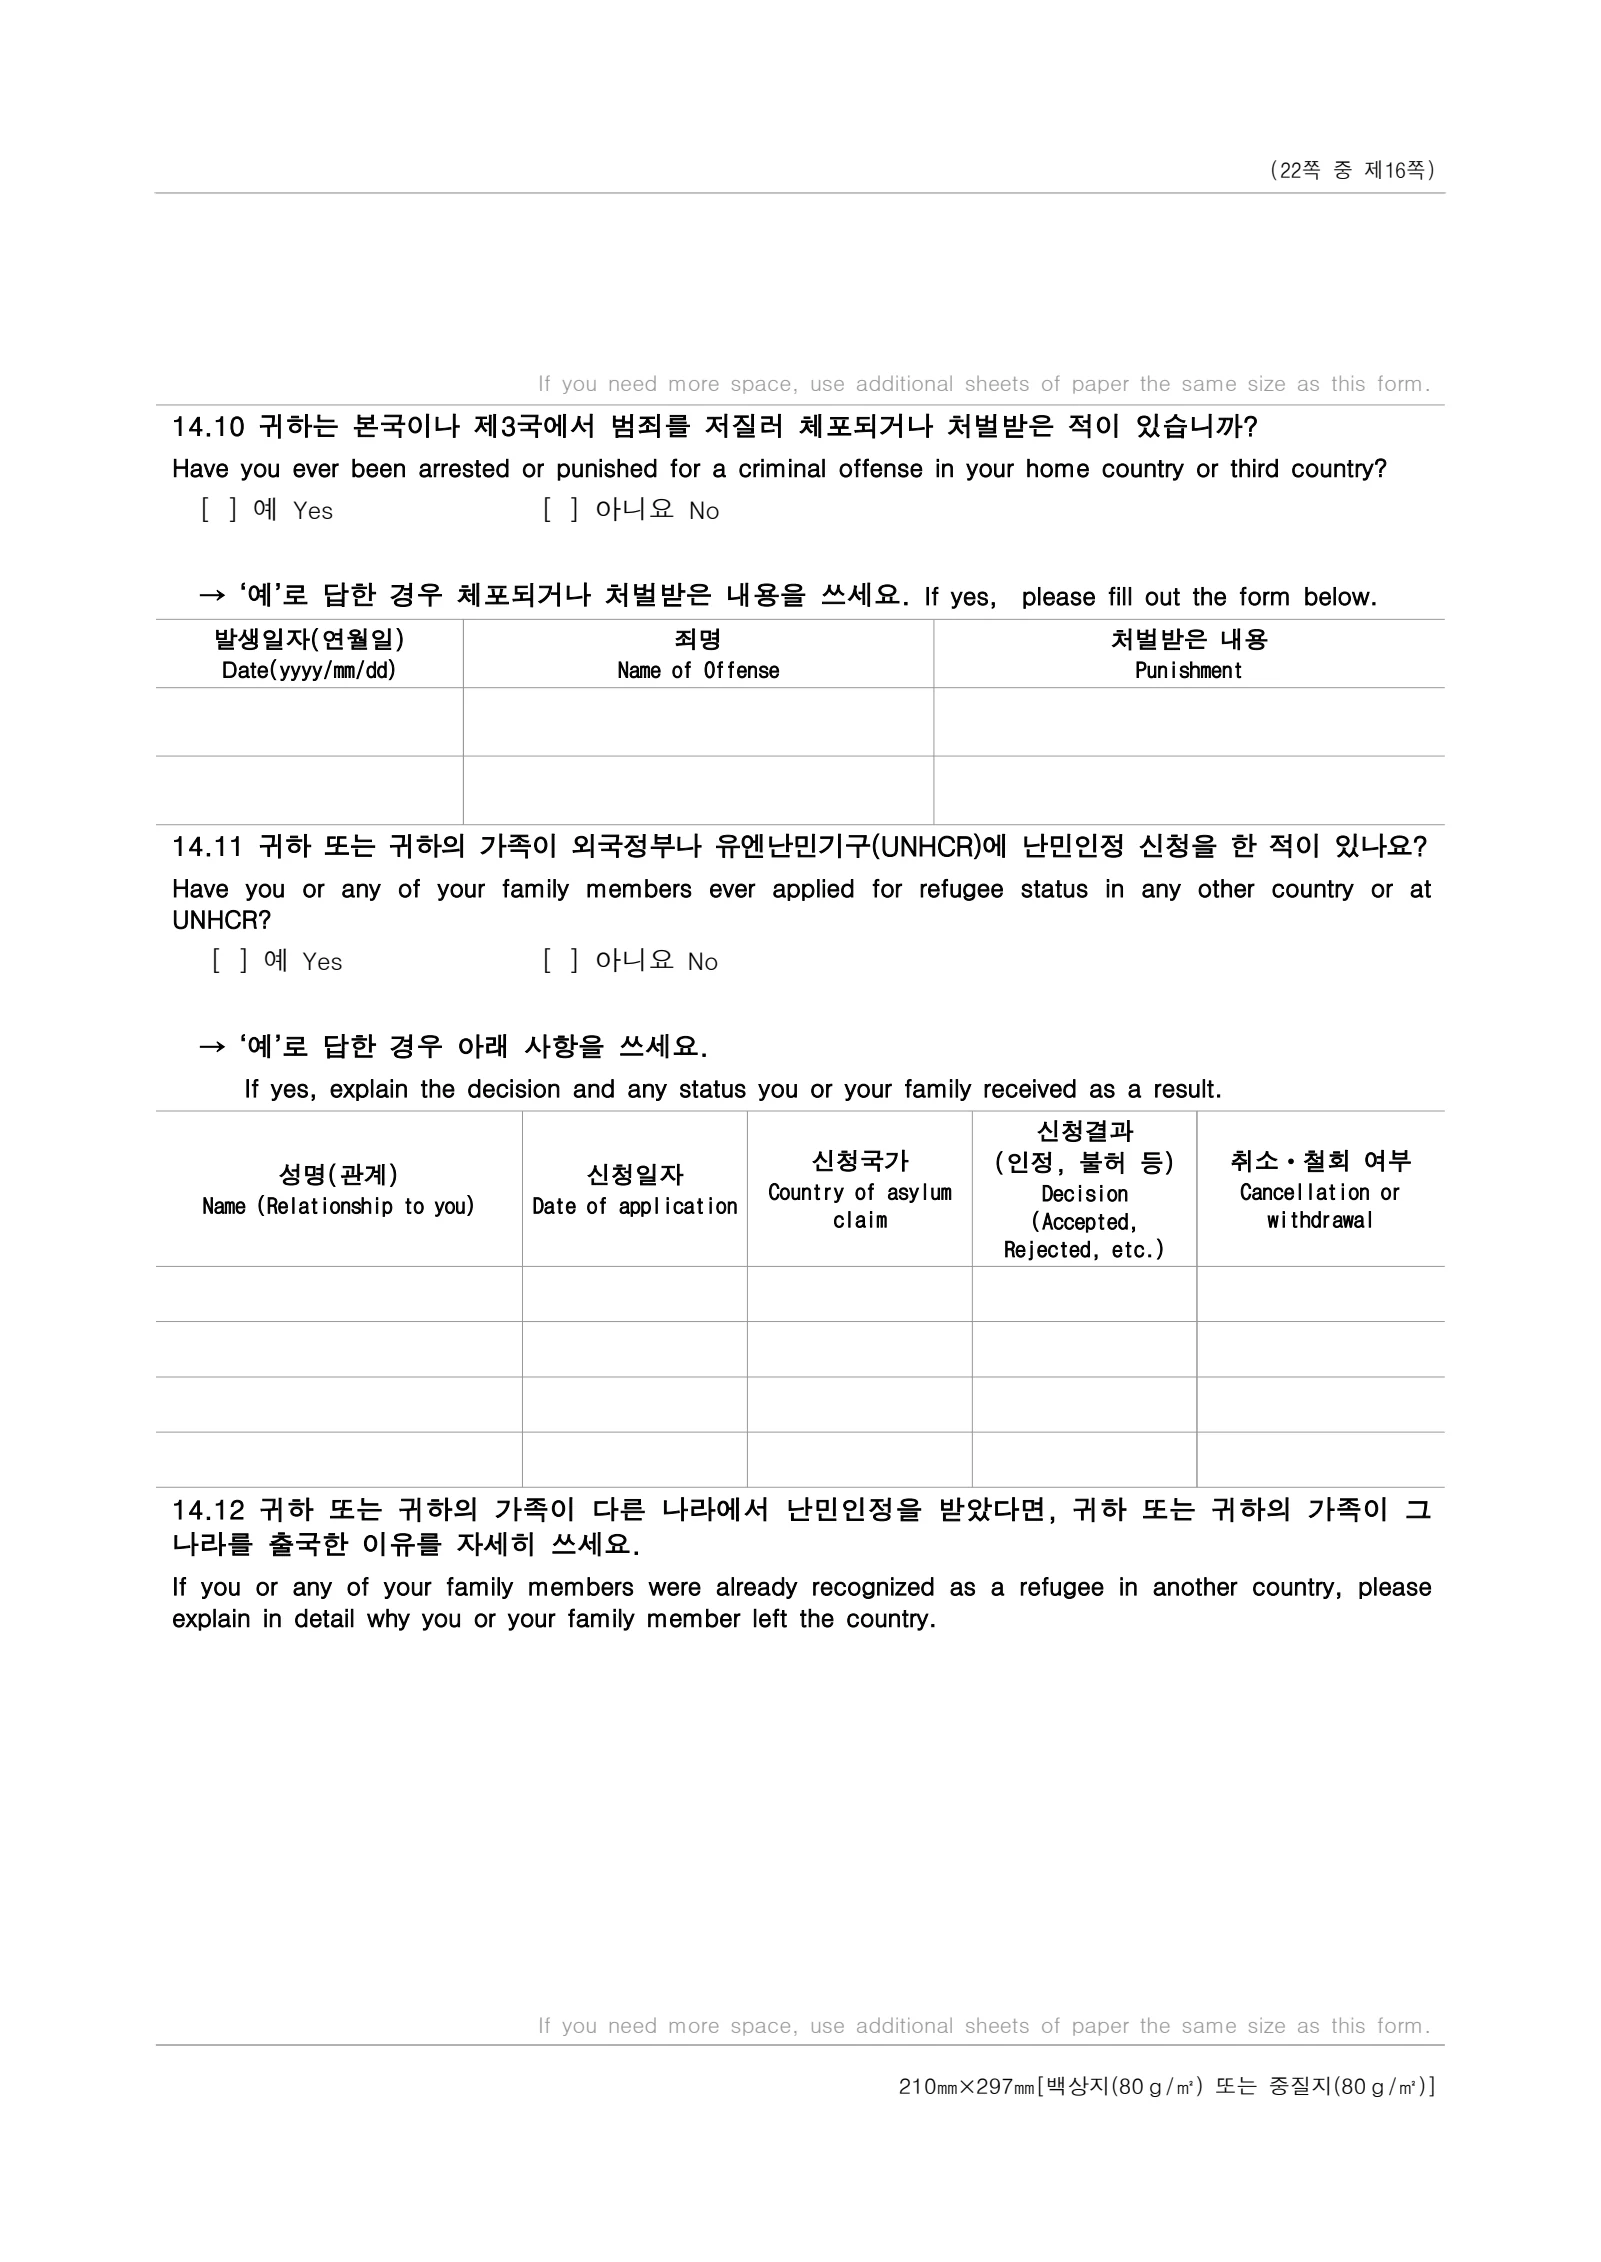 (22쪽 중 제16쪽)
If you need more space, use additional sheets of paper the same size as this form.
14.10 귀하는 본국이나 제3국에서 범죄를 저질러 체포되거나 처벌받은 적이 있습니까?
Have you ever been arrested or punished for a criminal offense in your home country or third country?
[ ] 예 Yes [ ] 아니요 No
→ ‘예’로 답한 경우 체포되거나 처벌받은 내용을 쓰세요. If yes, please fill out the form below.
발생일자(연월일) 죄명 처벌받은 내용
Date(yyyy/mm/dd) Name of Offense Punishment
14.11 귀하 또는 귀하의 가족이 외국정부나 유엔난민기구(UNHCR)에 난민인정 신청을 한 적이 있나요?
Have you or any of your family members ever applied for refugee status in any other country or at
UNHCR?
[ ] 예 Yes [ ] 아니요 No
→ ‘예’로 답한 경우 아래 사항을 쓰세요.
If yes, explain the decision and any status you or your family received as a result.
성명(관계)
Name (Relationship to you)
신청일자
Date of application
신청국가
Country of asylum
claim
신청결과
(인정, 불허 등)
Decision
(Accepted,
Rejected, etc.)
취소·철회 여부
Cancellation or
withdrawal
14.12 귀하 또는 귀하의 가족이 다른 나라에서 난민인정을 받았다면, 귀하 또는 귀하의 가족이 그
나라를 출국한 이유를 자세히 쓰세요.
If you or any of your family members were already recognized as a refugee in another country, please
explain in detail why you or your family member left the country.
If you need more space, use additional sheets of paper the same size as this form.
210㎜×297㎜[백상지(80ｇ/㎡) 또는 중질지(80ｇ/㎡)]